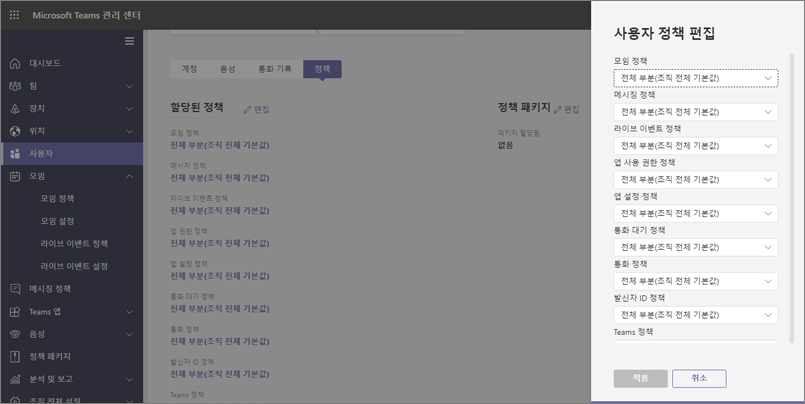 Microsoft Teams 관리 센터
대시보드
팀
장치
위치
사용자
모임
모임 정책
모임 설정
라이브 이벤트 정책
라이브 이벤트 설정
메시징 정책
Teams 앱
음성
정책 패키지
분석 및 보고
조직 전체 설정
계정 음성 통화 기록 정책
할당된 정책 편집
모임 정책
전체 부분(조직 전체 기본값)
메시지 정책
전체 부분(조직 전체 기본값)
라이브 이벤트 정책
전체 부분(조직 전체 기본값)
앱 권한 정책
전체 부분(조직 전체 기본값)
앱 설정 정책
전체 부분(조직 전체 기본값)
통화 대기 정책
전체 부분(조직 전체 기본값)
통화 정책
전체 부분(조직 전체 기본값)
발신자 ID 정책
전체 부분(조직 전체 기본값)
Teams 정책
정책 패키지 편집
패키지 할당됨
없음
사용자 정책 편집
모임 정책
전체 부분(조직 전체 기본값)
메시징 정책
전체 부분(조직 전체 기본값)
라이브 이벤트 정책
전체 부분(조직 전체 기본값)
앱 사용 권한 정책
전체 부분(조직 전체 기본값)
앱 설정 정책
전체 부분(조직 전체 기본값)
통화 대기 정책
전체 부분(조직 전체 기본값)
통화 정책
전체 부분(조직 전체 기본값)
발신자 ID 정책
전체 부분(조직 전체 기본값)
Teams 정책
적용 취소